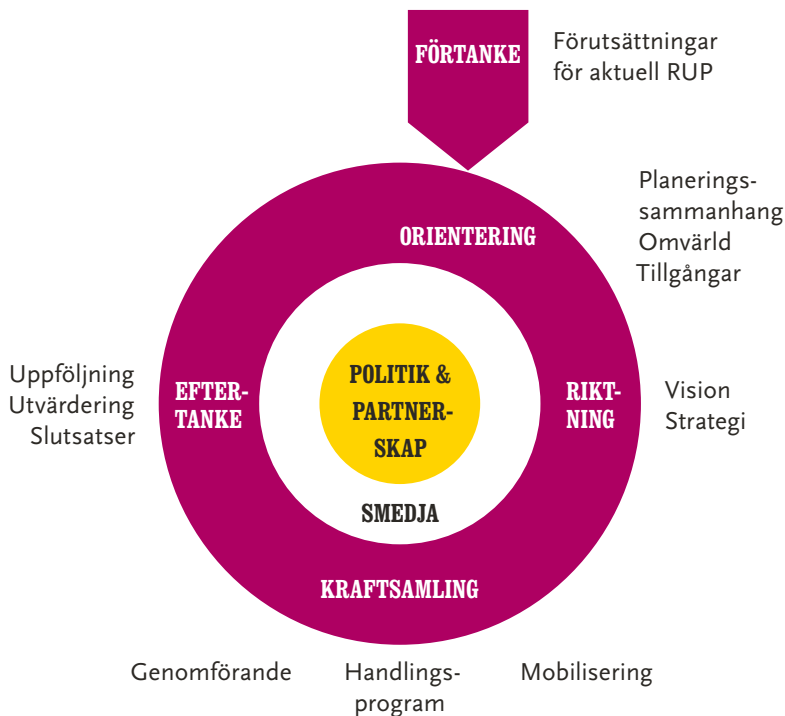 FÖRTANKE
Förutsättningar
för aktuell RUP
ORIENTERING
Planerings-
sammanhang
Omvärld
Tillgångar
Uppföljning
Utvärdering
Slutsatser
EFTER-
TANKE
POLITIK &
PARTNER-
SKAP
RIKT-
NING
Vision
Strategi
SMEDJA
KRAFTSAMLING
Genomförande
Handlings-
program
Mobilisering